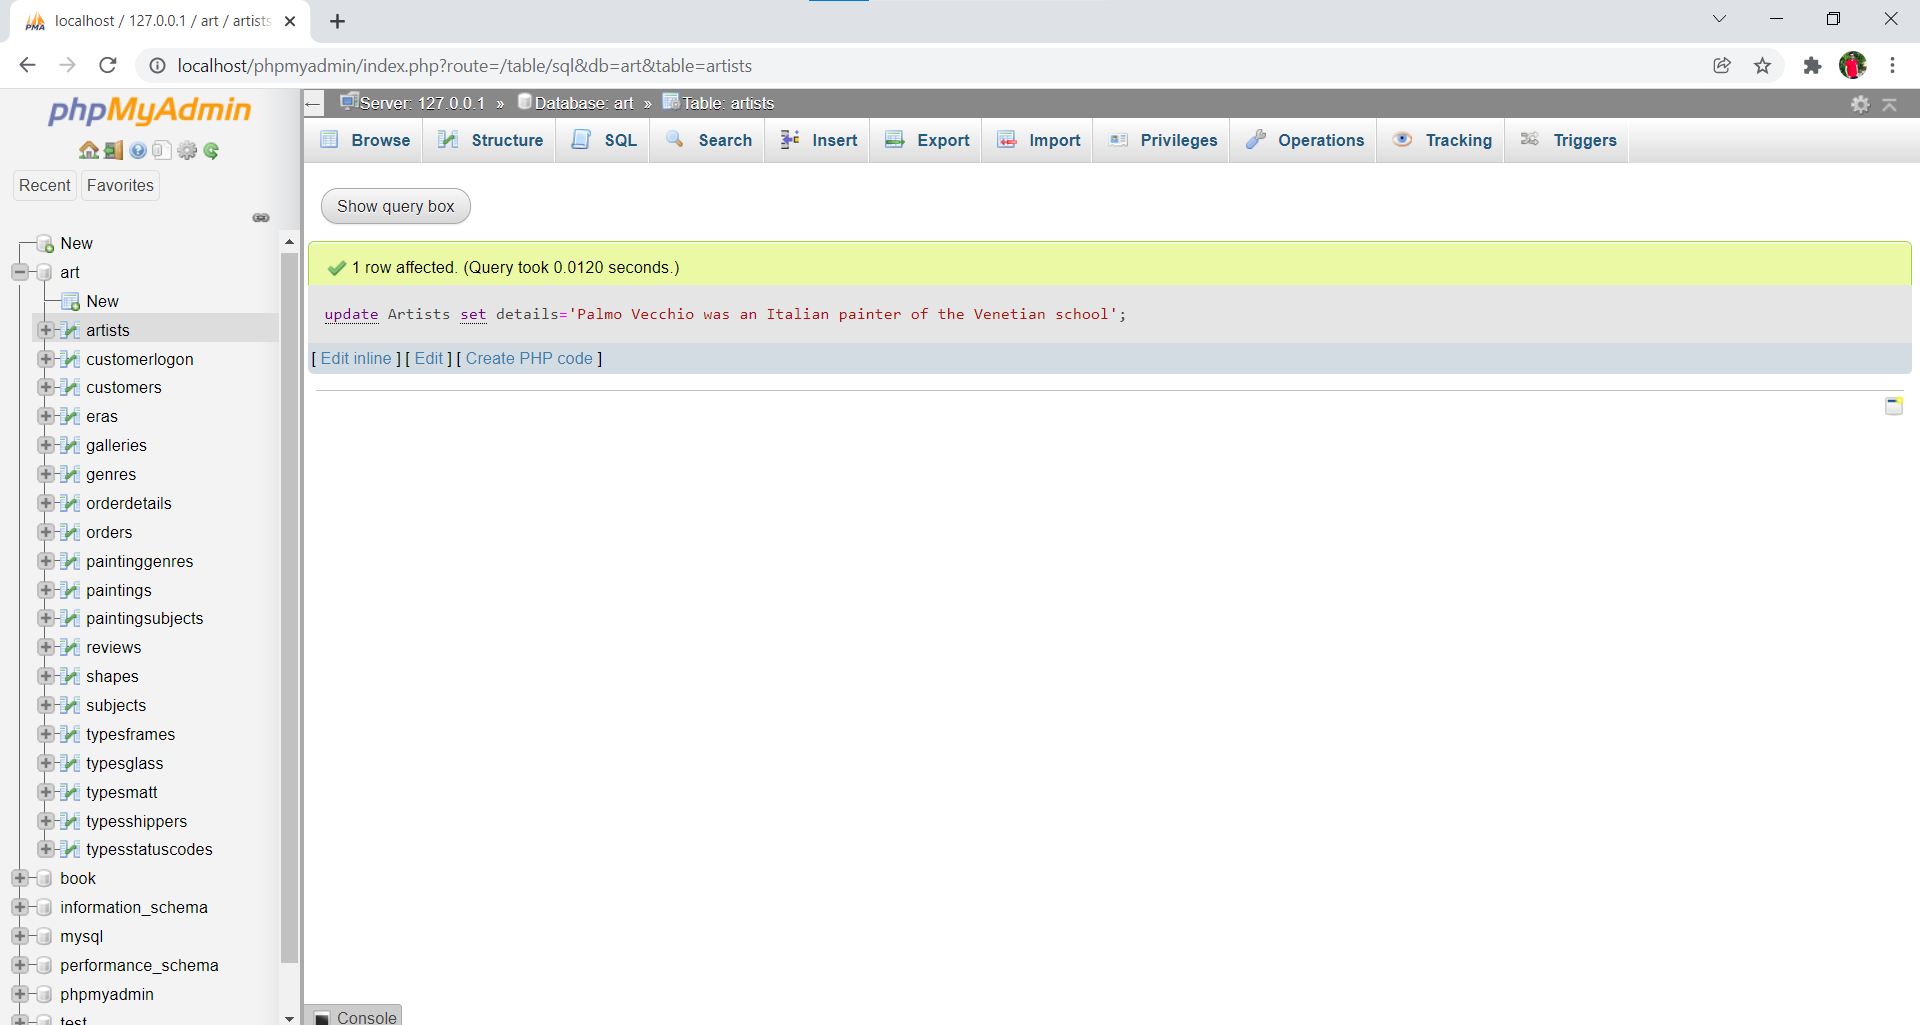 localhost / 127.0.0.1 / art / artists
localhost/phpmyadmin/index.php?route=/table/sql&db=art&table=artists
phpMyAdmin
Recent
Favorites
New
art
New
artists
customerlogon
customers
eras
galleries
genres
orderdetails
orders
paintinggenres
paintings
paintingsubjects
reviews
shapes
subjects
typesframes
typesglass
typesmatt
typesshippers
typesstatuscodes
book
information_schema
mysql
performance_schema
phpmyadmin
test
Server: 127.0.0.1 » Database: art » Table: artists
Browse Structure SQL Search Insert Export Import Privileges Operations Tracking Triggers
Show query box
1 row affected. (Query took 0.0120 seconds.)
update Artists set details='Palmo Vecchio was an Italian painter of the Venetian school';
[ Edit inline ] [ Edit ] [ Create PHP code ]
Console